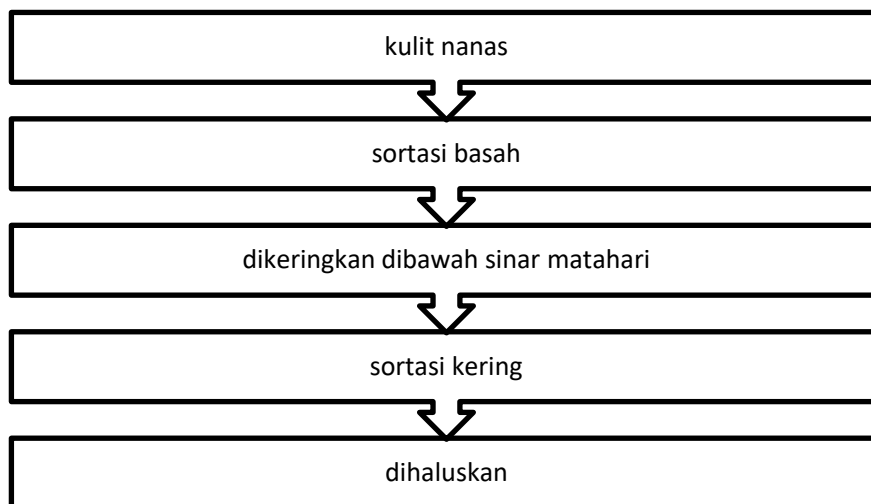 kulit nanas
sortasi basah
dikeringkan dibawah sinar matahari
sortasi kering
dihaluskan